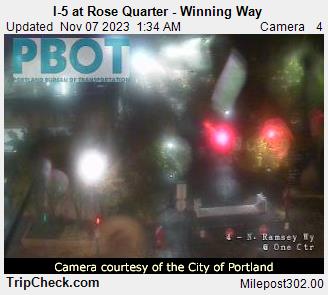 I-5 at Rose Quarter - Winning Way
Updated Nov 07 2023 1:34 AM Camera 4
PBOT
PORTLAND BUREAU OF TRANSPORTATION
4 - N. Ramsey Wy
@ One Ctr
Camera courtesy of the City of Portland
TripCheck.com Milepost302.00